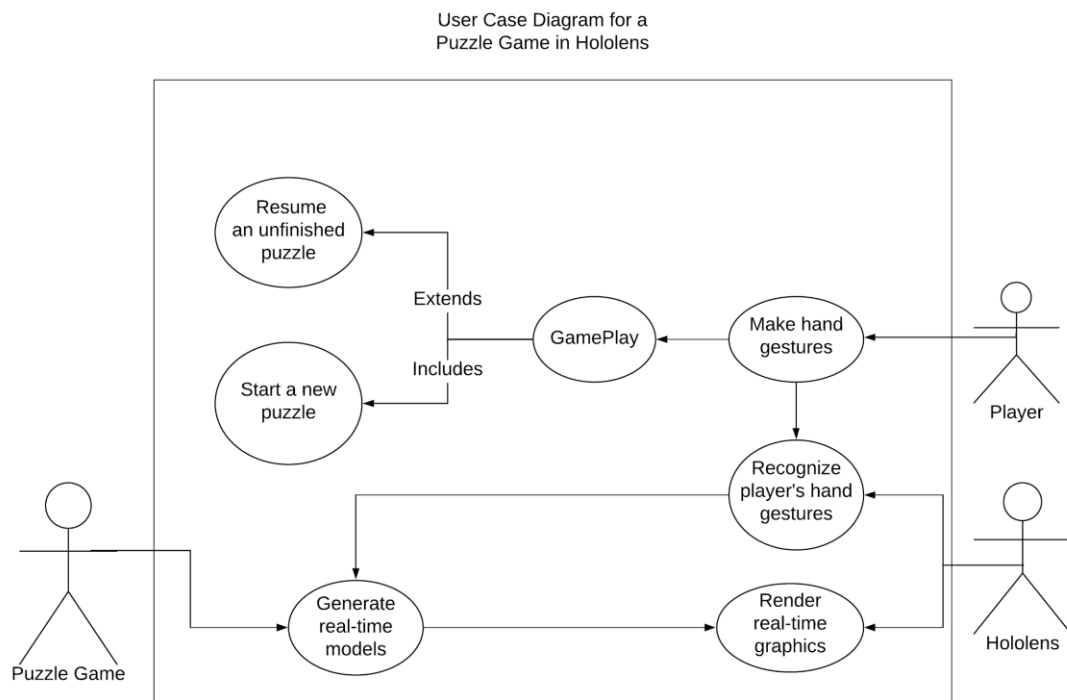 User Case Diagram for a
Puzzle Game in Hololens
Resume
an unfinished
puzzle
Extends
GamePlay
Make hand
gestures
Includes
Start a new
puzzle
Player
Recognize
player's hand
gestures
Generate
real-time
models
Render
real-time
graphics
Puzzle Game
Hololens